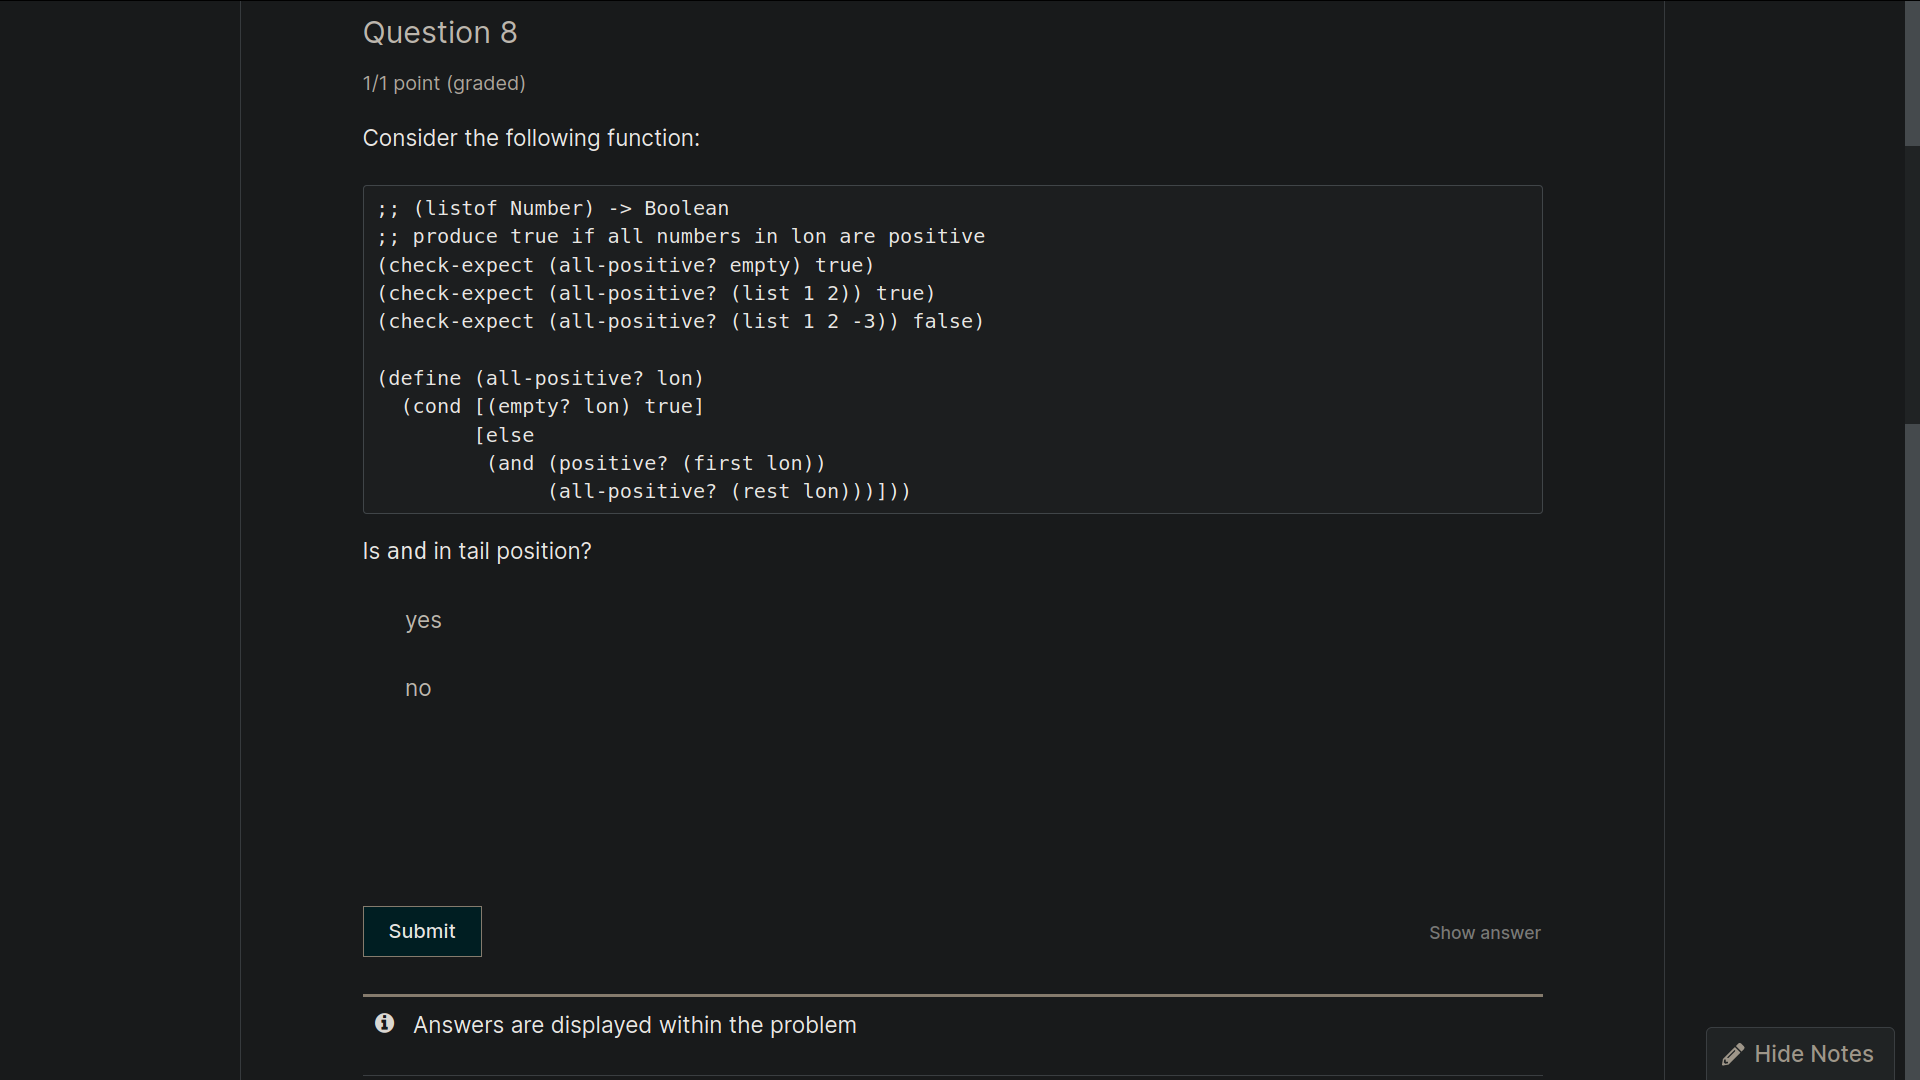 Question 8
1/1 point (graded)
Consider the following function:
;; (listof Number) -> Boolean
;; produce true if all numbers in lon are positive
(check-expect (all-positive? empty) true)
(check-expect (all-positive? (list 1 2)) true)
(check-expect (all-positive? (list 1 2 -3)) false)
(define (all-positive? lon)
  (cond [(empty? lon) true]
        [else
         (and (positive? (first lon))
              (all-positive? (rest lon)))]))
Is and in tail position?
yes
no
Submit
Show answer
Answers are displayed within the problem
Hide Notes